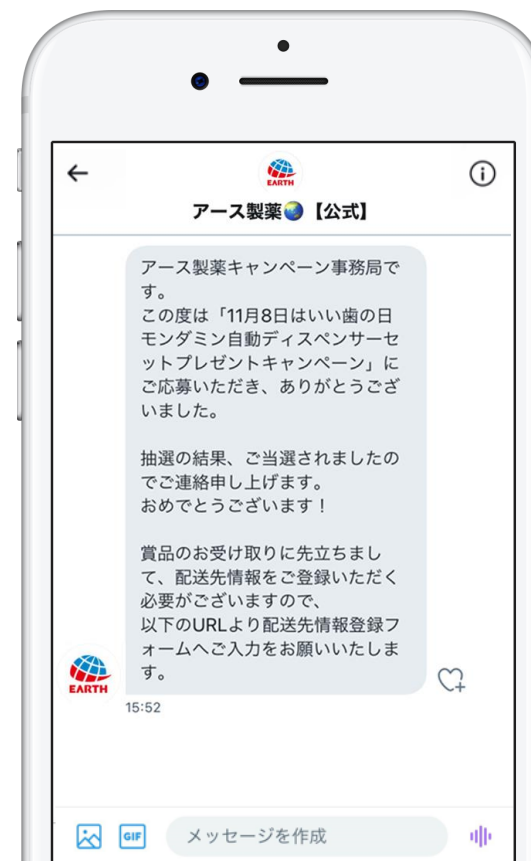 EARTH
アース製薬🌏【公式】
アース製薬キャンペーン事務局で
す。
この度は「11月8日はいい歯の日
モンダミン自動ディスペンサーセ
ットプレゼントキャンペーン」に
ご応募いただき、ありがとうござ
いました。
抽選の結果、ご当選されましたの
でご連絡申し上げます。
おめでとうございます！
賞品のお受け取りに先立ちまし
て、配送先情報をご登録いただく
必要がございますので、
以下のURLより配送先情報登録フ
ォームへご入力をお願いいたしま
す。
EARTH
15:52
GIF
メッセージを作成